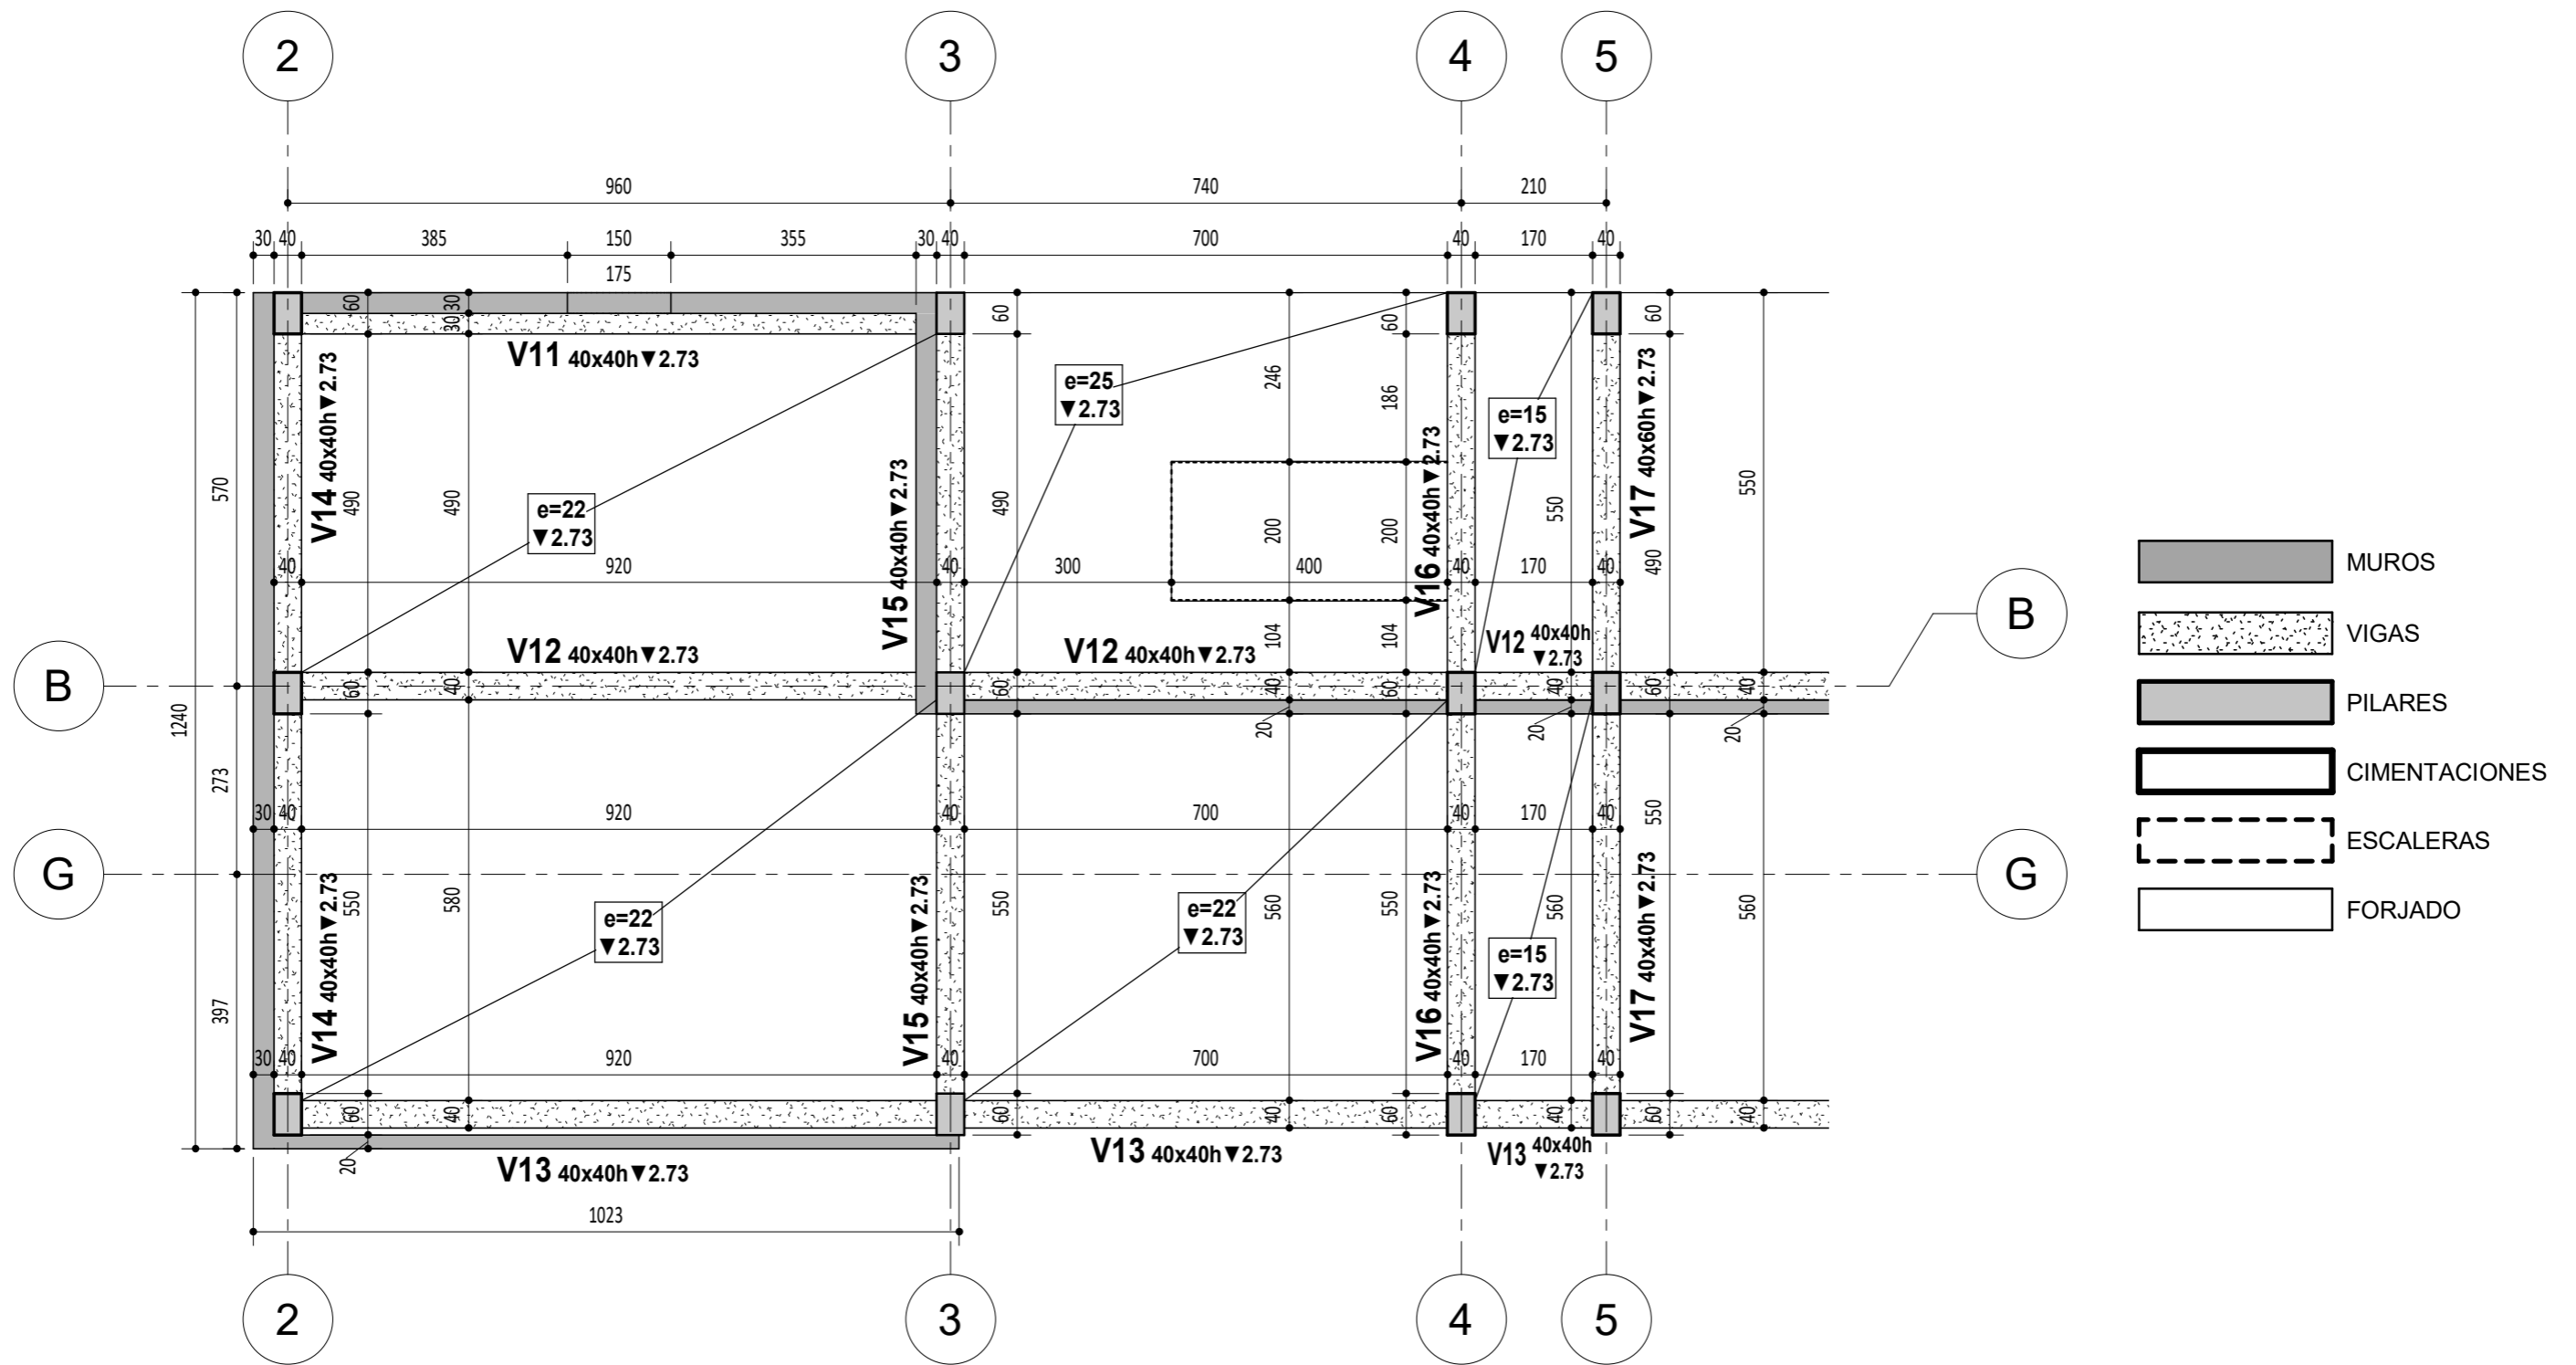 2 3 4 5
960 740 210
30 40 385 150 355 30 40 700 40 170 40
175
60 30 60 60 60
30
V11 40x40h▼2.73
V14 40x40h▼2.73
e=25
▼2.73
246
186
e=15
▼2.73
V17 40x60h▼2.73
570
490
490
e=22
▼2.73
V15 40x40h▼2.73
490
200
200
V16 40x40h▼2.73
550
490
550
MUROS
40 920 40 300 400 40 170 40
B
VIGAS
V12 40x40h▼2.73
V12 40x40h▼2.73
104
104
V12 40x40h
▼2.73
B
60 40 60 40 60 40 60 40
PILARES
20 20 20
1240
273
CIMENTACIONES
30 40 920 40 700 40 170 40
550
ESCALERAS
G G
V14 40x40h▼2.73
550
580
e=22
▼2.73
V15 40x40h▼2.73
550
e=22
▼2.73
560
550
V16 40x40h▼2.73
e=15
▼2.73
560
V17 40x40h▼2.73
560
FORJADO
397
30 40 920 40 700 40 170 40
60 40 60 40 60 40 60 40
20
V13 40x40h▼2.73
V13 40x40h▼2.73
V13 40x40h
▼2.73
1023
2 3 4 5